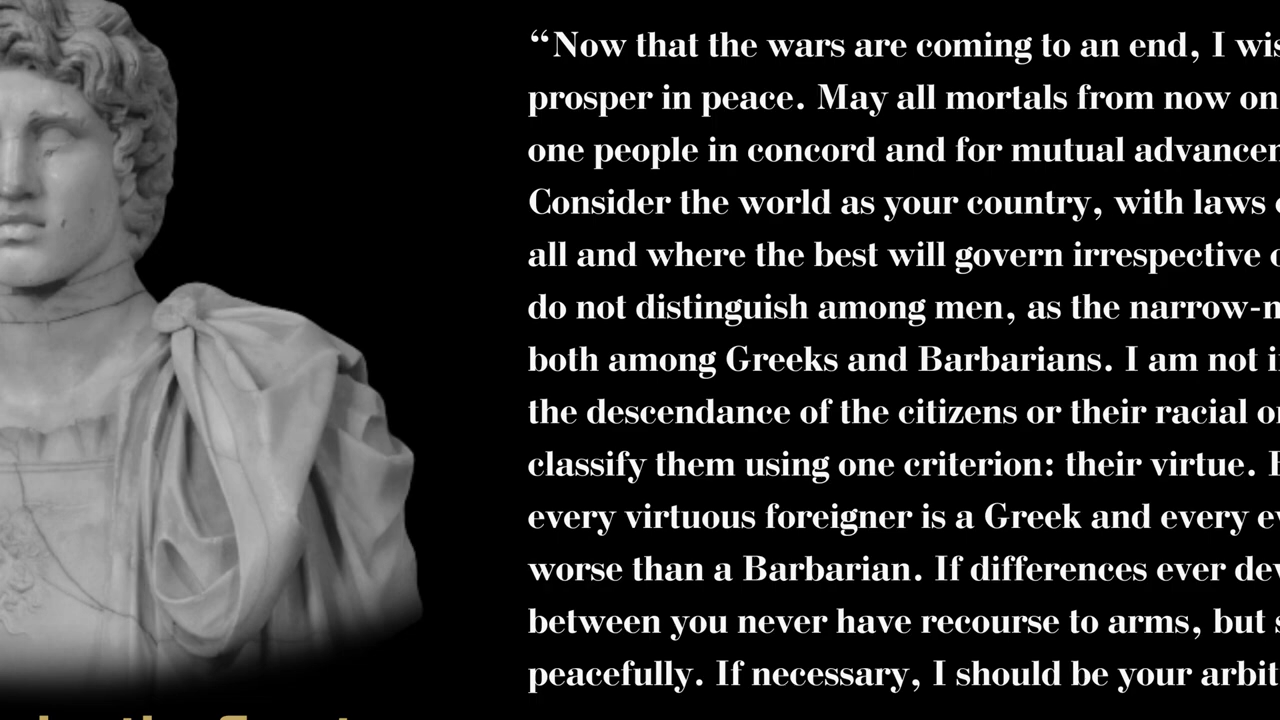 “Now that the wars are coming to an end, I
prosper in peace. May all mortals from now on
one people in concord and for mutual
Consider the world as your country, with laws
all and where the best will govern irrespective
do not distinguish among men, as the
both among Greeks and Barbarians. I am not
the descendance of the citizens or their racial
classify them using one criterion: their virtue.
every virtuous foreigner is a Greek and every
worse than a Barbarian. If differences ever
between you never have recourse to arms, but
peacefully. If necessary, I should be your